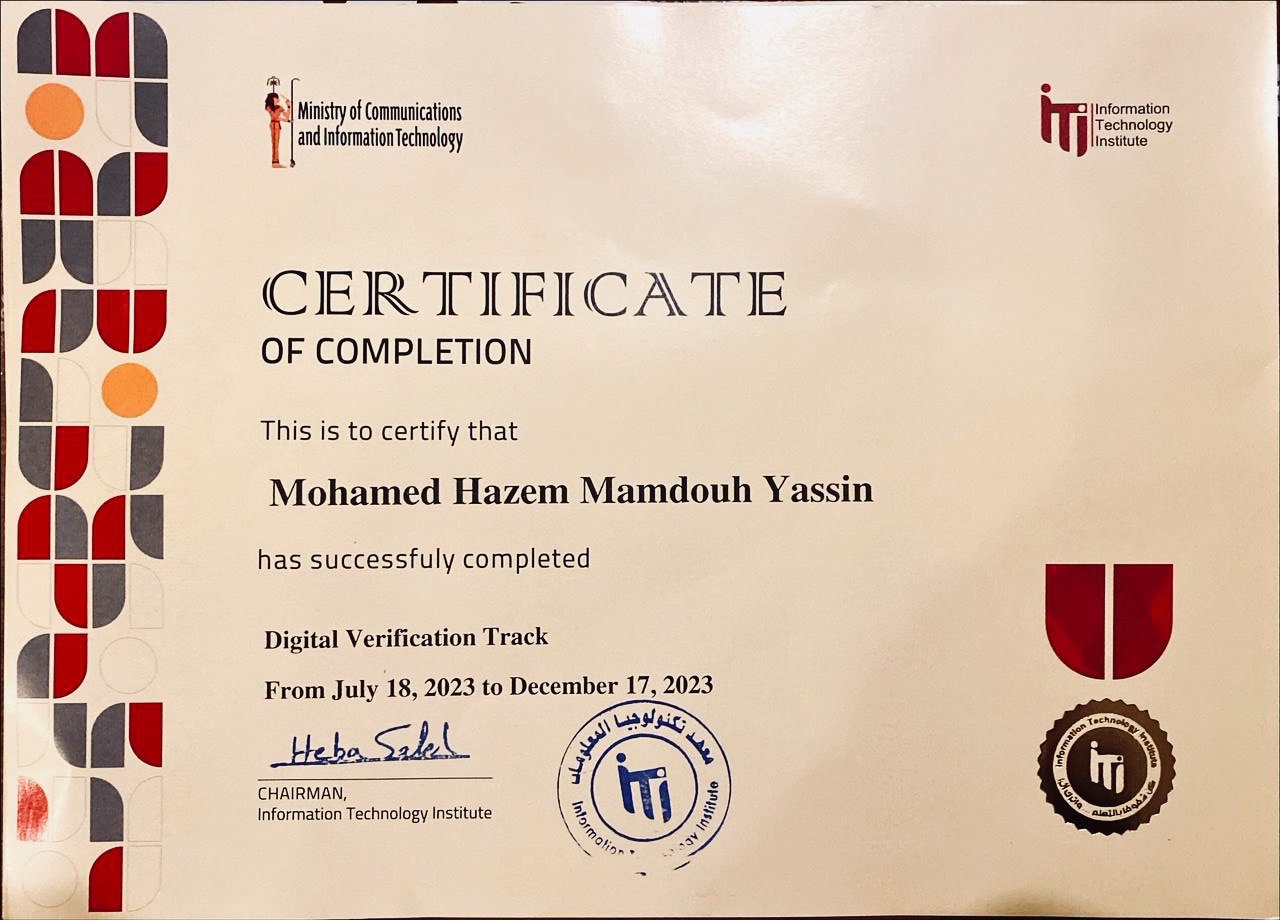 Ministry of Communications
and Information Technology
iTi
Information
Technology
Institute
CERTIFICATE
OF COMPLETION
This is to certify that
Mohamed Hazem Mamdouh Yassin
has successfuly completed
Digital Verification Track
From July 18, 2023 to December 17, 2023
Heba Saleh
CHAIRMAN,
Information Technology Institute
معهد تكنولوجيا المعلومات
iTi
Information Technology Institute
Information Technology Institute
iTi